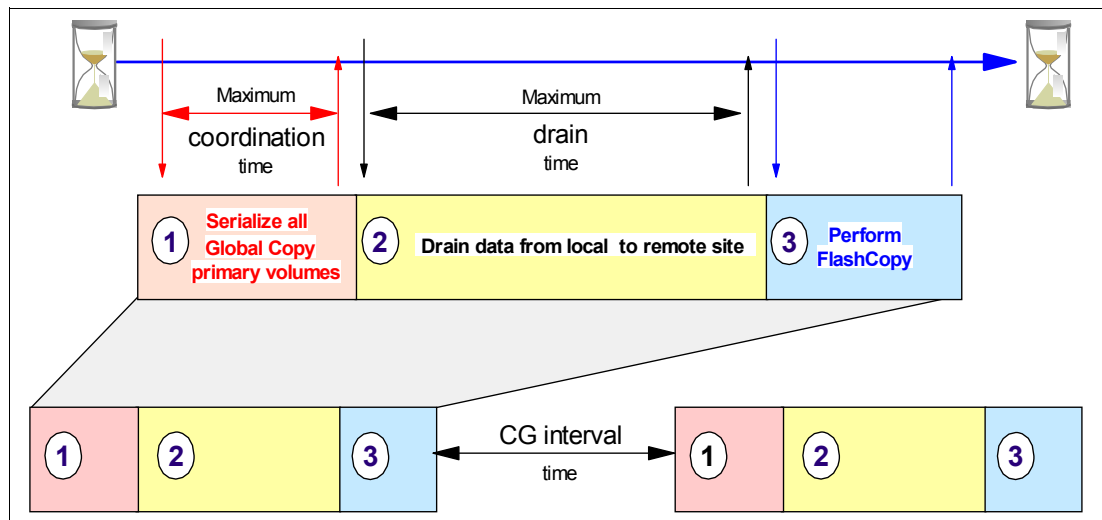 Maximum
coordination
time
Maximum
drain
time
1
Serialize all
Global Copy
primary volumes
2
Drain data from local to remote site
3
Perform
FlashCopy
1
2
3
CG interval
time
1
2
3